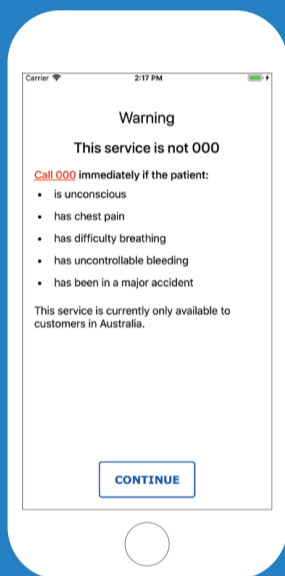 Carrier 2:17 PM
Warning
This service is not 000
Call 000 immediately if the patient:
• is unconscious
• has chest pain
• has difficulty breathing
• has uncontrollable bleeding
• has been in a major accident
This service is currently only available to
customers in Australia.
CONTINUE